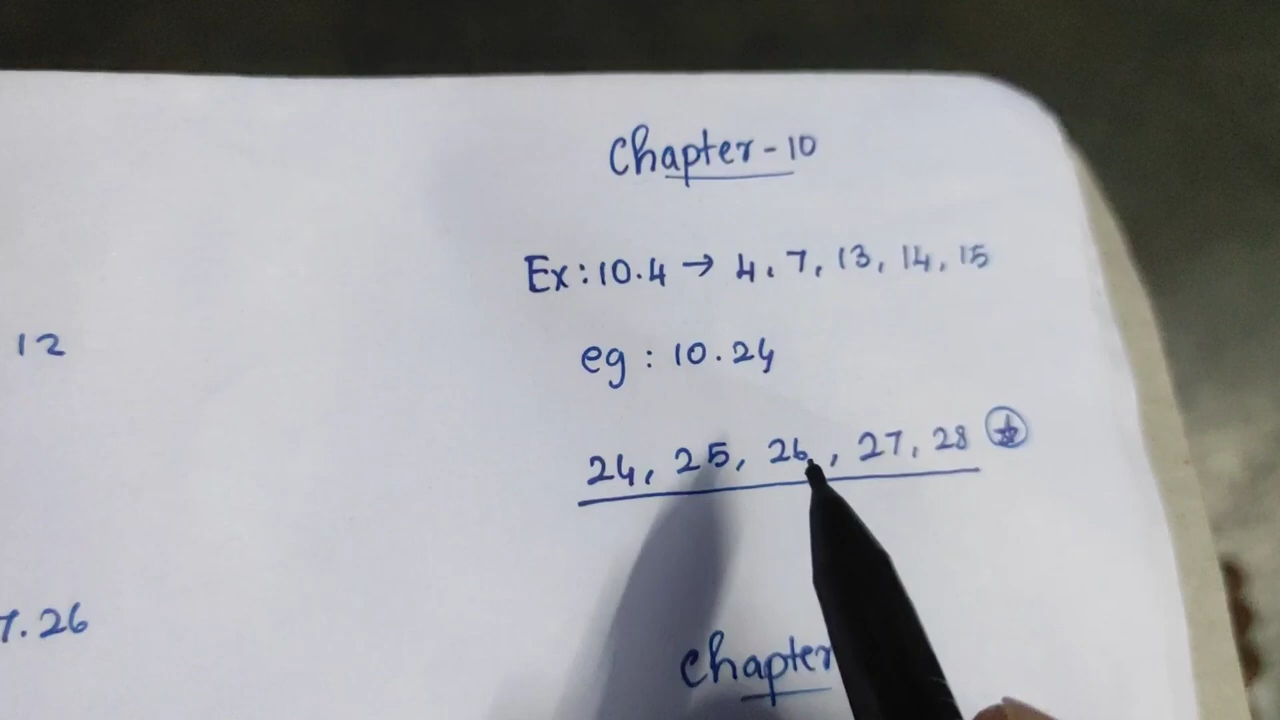 Chapter-10
Ex:10.4 → 4, 7, 13, 14, 15
12
eg : 10.24
24, 25, 26, 27, 28
7.26
Chapter